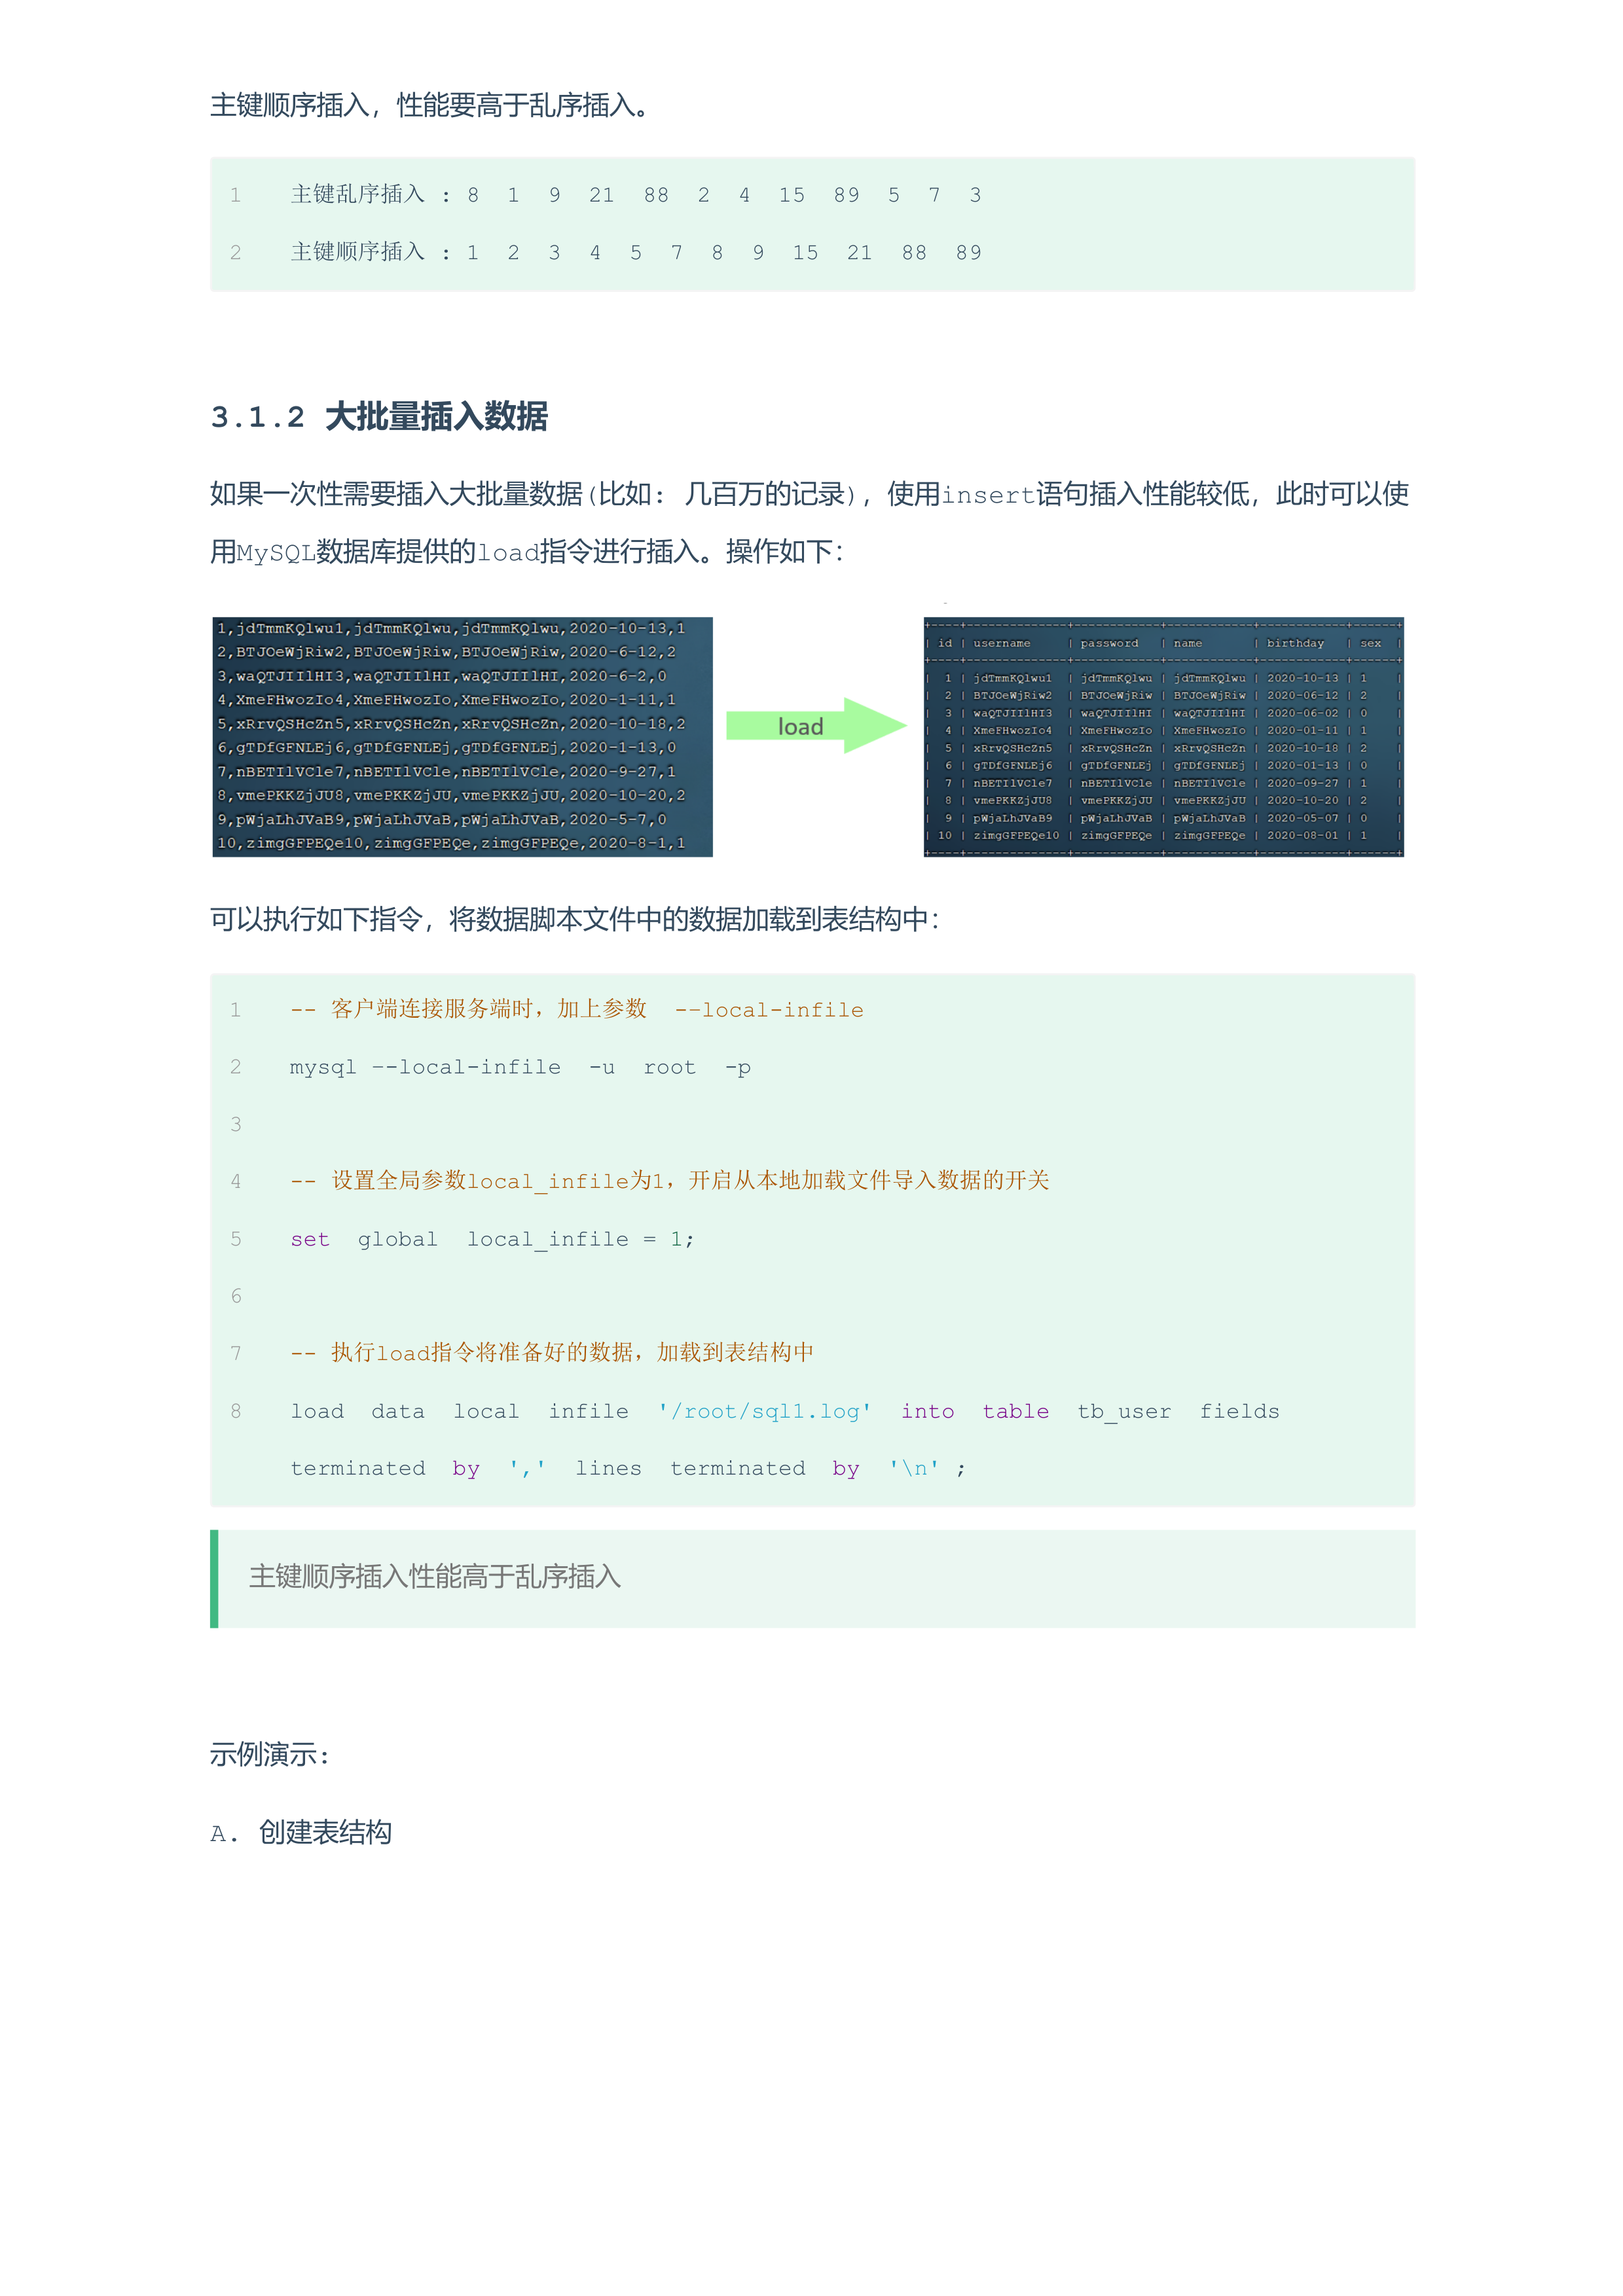 主键顺序插入，性能要高于乱序插入。
1 主键乱序插入 : 8 1 9 21 88 2 4 15 89 5 7 3
2 主键顺序插入 : 1 2 3 4 5 7 8 9 15 21 88 89
3.1.2 大批量插入数据
如果一次性需要插入大批量数据(比如: 几百万的记录)，使用insert语句插入性能较低，此时可以使
用MySQL数据库提供的load指令进行插入。操作如下：
1,jdTmmKQlwu1,jdTmmKQlwu,jdTmmKQlwu,2020-10-13,1
2,BTJOeWjRiw2,BTJOeWjRiw,BTJOeWjRiw,2020-6-12,2
3,waQTJIIlHI3,waQTJIIlHI,waQTJIIlHI,2020-6-2,0
4,XmeFHwozIo4,XmeFHwozIo,XmeFHwozIo,2020-1-11,1
5,xRrvQSHcZn5,xRrvQSHcZn,xRrvQSHcZn,2020-10-18,2
6,gTDfGFNLEj6,gTDfGFNLEj,gTDfGFNLEj,2020-1-13,0
7,nBETIlVCle7,nBETIlVCle,nBETIlVCle,2020-9-27,1
8,vmePKKZjJU8,vmePKKZjJU,vmePKKZjJU,2020-10-20,2
9,pWjaLhJVaB9,pWjaLhJVaB,pWjaLhJVaB,2020-5-7,0
10,zimgGFPEQe10,zimgGFPEQe,zimgGFPEQe,2020-8-1,1
load
| id | username | password | name | birthday | sex |
| 1 | jdTmmKQlwu1 | jdTmmKQlwu | jdTmmKQlwu | 2020-10-13 | 1 |
| 2 | BTJOeWjRiw2 | BTJOeWjRiw | BTJOeWjRiw | 2020-06-12 | 2 |
| 3 | waQTJIIlHI3 | waQTJIIlHI | waQTJIIlHI | 2020-06-02 | 0 |
| 4 | XmeFHwozIo4 | XmeFHwozIo | XmeFHwozIo | 2020-01-11 | 1 |
| 5 | xRrvQSHcZn5 | xRrvQSHcZn | xRrvQSHcZn | 2020-10-18 | 2 |
| 6 | gTDfGFNLEj6 | gTDfGFNLEj | gTDfGFNLEj | 2020-01-13 | 0 |
| 7 | nBETIlVCle7 | nBETIlVCle | nBETIlVCle | 2020-09-27 | 1 |
| 8 | vmePKKZjJU8 | vmePKKZjJU | vmePKKZjJU | 2020-10-20 | 2 |
| 9 | pWjaLhJVaB9 | pWjaLhJVaB | pWjaLhJVaB | 2020-05-07 | 0 |
| 10 | zimgGFPEQe10 | zimgGFPEQe | zimgGFPEQe | 2020-08-01 | 1 |
可以执行如下指令，将数据脚本文件中的数据加载到表结构中：
1 -- 客户端连接服务端时，加上参数 -–local-infile
2 mysql –-local-infile -u root -p
3
4 -- 设置全局参数local_infile为1，开启从本地加载文件导入数据的开关
5 set global local_infile = 1;
6
7 -- 执行load指令将准备好的数据，加载到表结构中
8 load data local infile '/root/sql1.log' into table tb_user fields
terminated by ',' lines terminated by '\n' ;
主键顺序插入性能高于乱序插入
示例演示:
A. 创建表结构